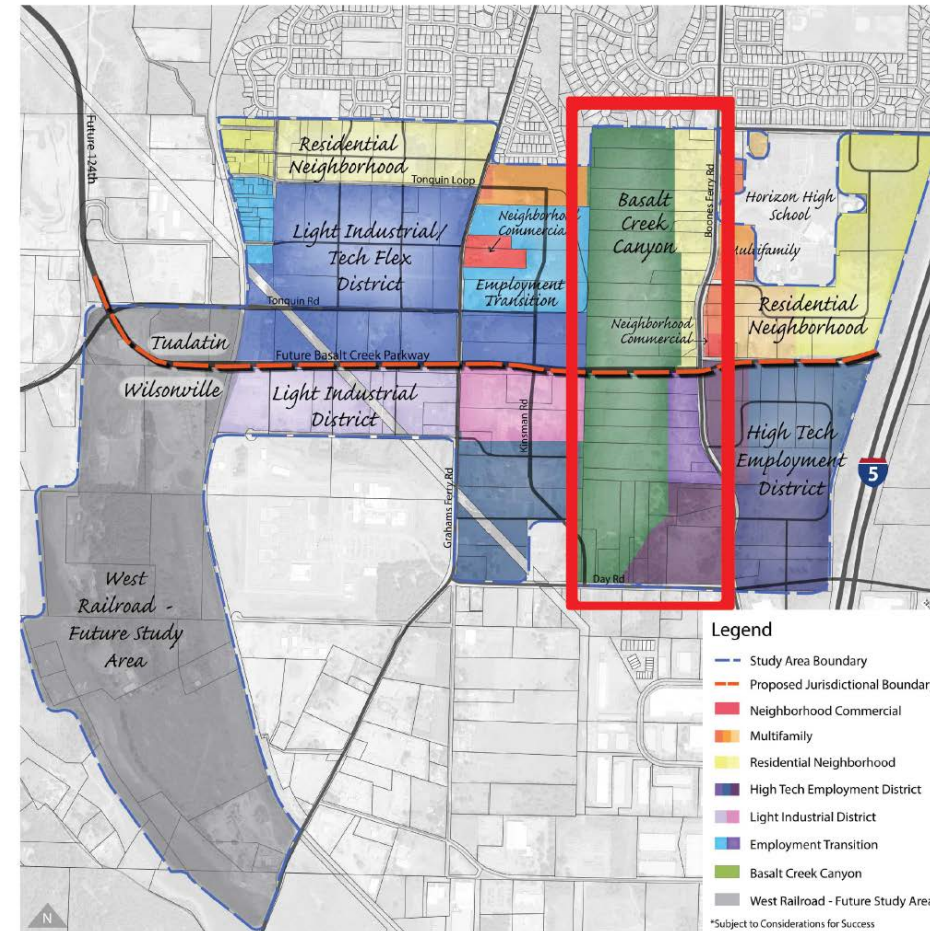 Future 124th
Residential
Neighborhood
Tonquin Loop
Light Industrial/
Tech Flex
District
Neighborhood
Commercial
Employment
Transition
Basalt
Creek
Canyon
Boones Ferry Rd
Horizon High
School
Multifamily
Residential
Neighborhood
Neighborhood
Commercial
Tonquin Rd
Tualatin
Future Basalt Creek Parkway
Wilsonville
Light Industrial
District
Kinsman Rd
Grahams Ferry Rd
High Tech
Employment
District
5
Day Rd
West
Railroad -
Future Study
Area
N
Legend
Study Area Boundary
Proposed Jurisdictional Boundar
Neighborhood Commercial
Multifamily
Residential Neighborhood
High Tech Employment District
Light Industrial District
Employment Transition
Basalt Creek Canyon
West Railroad - Future Study Area
*Subject to Considerations for Success